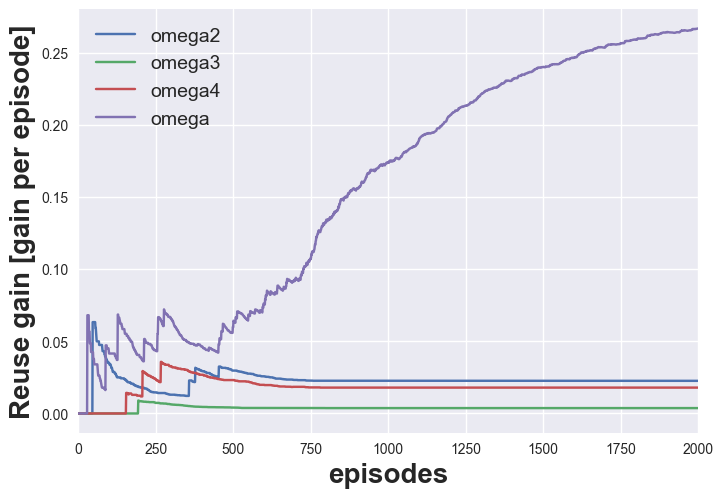 Reuse gain [gain per episode]
omega2
omega3
omega4
omega
0.25
0.20
0.15
0.10
0.05
0.00
0 250 500 750 1000 1250 1500 1750 2000
episodes